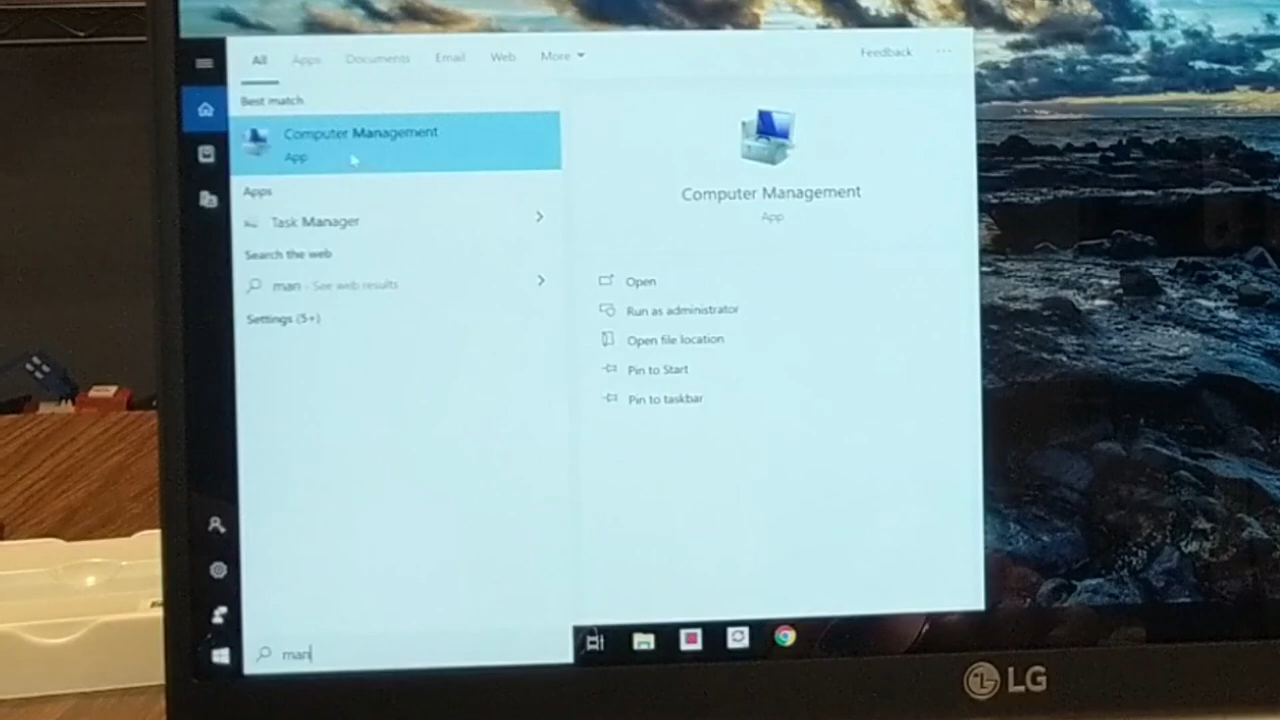 All Apps Documents Email Web More Feedback ...
Best match
Computer Management
App
Apps
Task Manager
Search the web
man - See web results
Settings (5+)
man
Computer Management
App
Open
Run as administrator
Open file location
Pin to Start
Pin to taskbar
LG